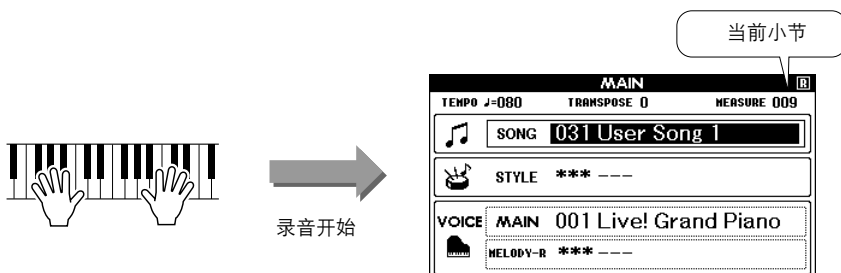 当前小节
MAIN R
TEMPO ♩=080 TRANSPOSE 0 MEASURE 009
SONG 031 User Song 1
STYLE *** ---
录音开始
VOICE MAIN 001 Live! Grand Piano
MELODY-R *** ---